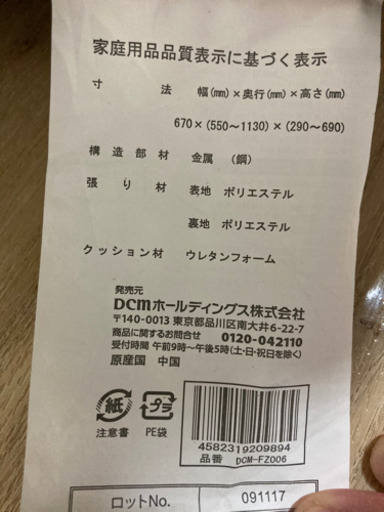 家庭用品品質表示に基づく表示
寸法 幅(mm)×奥行(mm)×高さ(mm)
670×(550～1130)×(290～690)
構造部材 金属 (鋼)
張り材 表地 ポリエステル
裏地 ポリエステル
クッション材 ウレタンフォーム
発売元
DCMホールディングス株式会社
〒140-0013 東京都品川区南大井6-22-7
商品に関するお問合せ 0120-042110
受付時間 午前9時～午後5時(土・日・祝日を除く)
原産国 中国
紙 プラ
注意書 PE袋
4582319209894
品番 DCM-FZ006
ロットNo. 091117